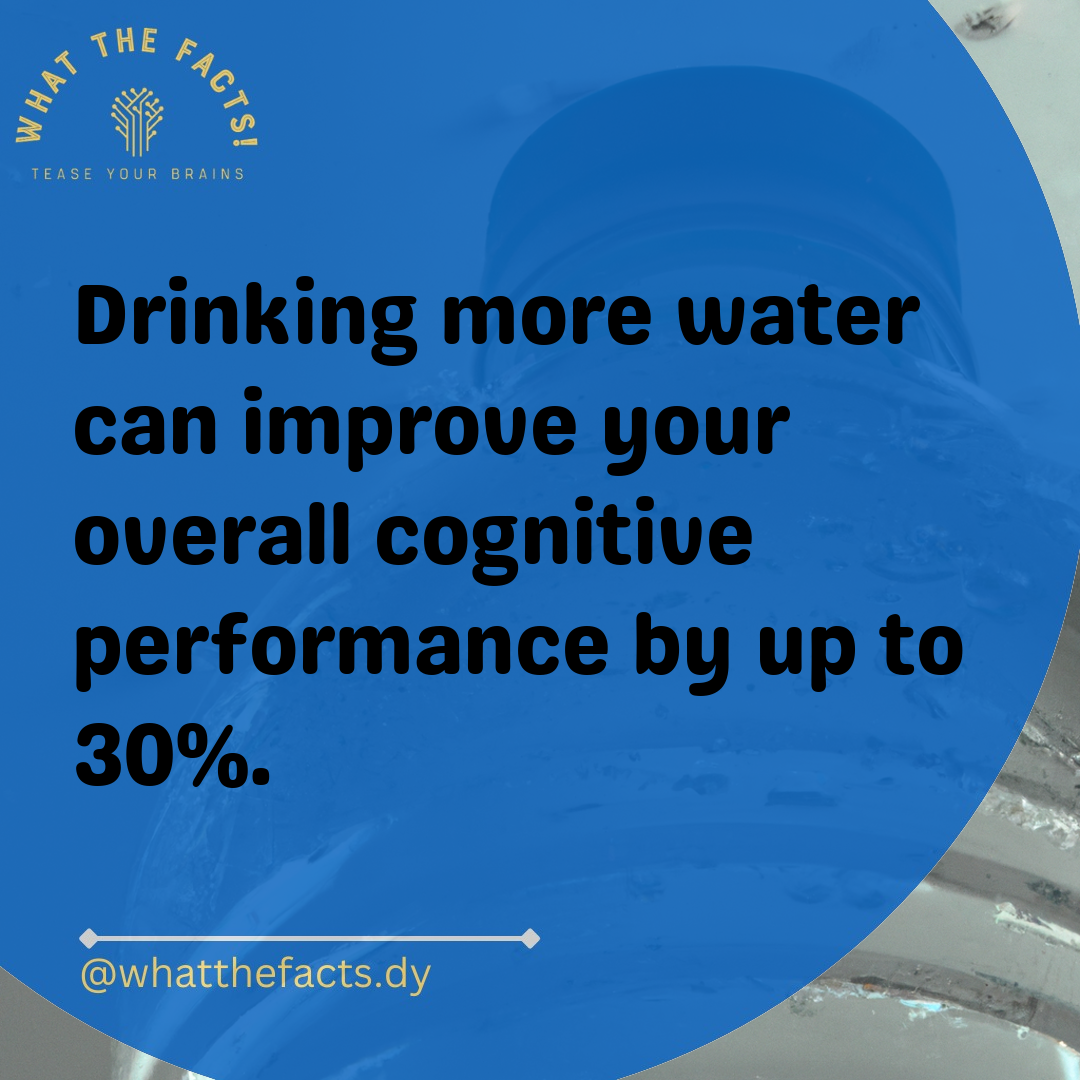 WHAT THE FACTS!
TEASE YOUR BRAINS
Drinking more water
can improve your
overall cognitive
performance by up to
30%.
@whatthefacts.dy